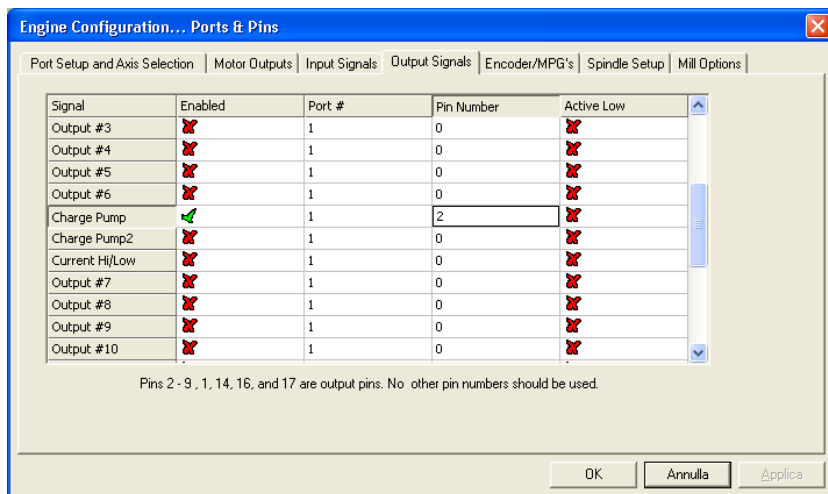 Engine Configuration... Ports & Pins
Port Setup and Axis Selection Motor Outputs Input Signals Output Signals Encoder/MPG's Spindle Setup Mill Options
Signal Enabled Port # Pin Number Active Low
Output #3 1 0
Output #4 1 0
Output #5 1 0
Output #6 1 0
Charge Pump 1 2
Charge Pump2 1 0
Current Hi/Low 1 0
Output #7 1 0
Output #8 1 0
Output #9 1 0
Output #10 1 0
Pins 2 - 9 , 1, 14, 16, and 17 are output pins. No other pin numbers should be used.
OK Annulla Applica